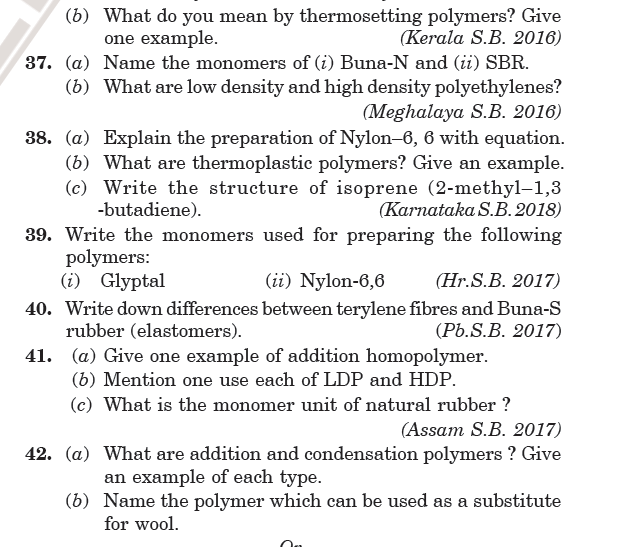 (b) What do you mean by thermosetting polymers? Give
one example. (Kerala S.B. 2016)
37. (a) Name the monomers of (i) Buna-N and (ii) SBR.
(b) What are low density and high density polyethylenes?
(Meghalaya S.B. 2016)
38. (a) Explain the preparation of Nylon–6, 6 with equation.
(b) What are thermoplastic polymers? Give an example.
(c) Write the structure of isoprene (2-methyl–1,3
-butadiene). (Karnataka S.B. 2018)
39. Write the monomers used for preparing the following
polymers:
(i) Glyptal (ii) Nylon-6,6 (Hr.S.B. 2017)
40. Write down differences between terylene fibres and Buna-S
rubber (elastomers). (Pb.S.B. 2017)
41. (a) Give one example of addition homopolymer.
(b) Mention one use each of LDP and HDP.
(c) What is the monomer unit of natural rubber ?
(Assam S.B. 2017)
42. (a) What are addition and condensation polymers ? Give
an example of each type.
(b) Name the polymer which can be used as a substitute
for wool.